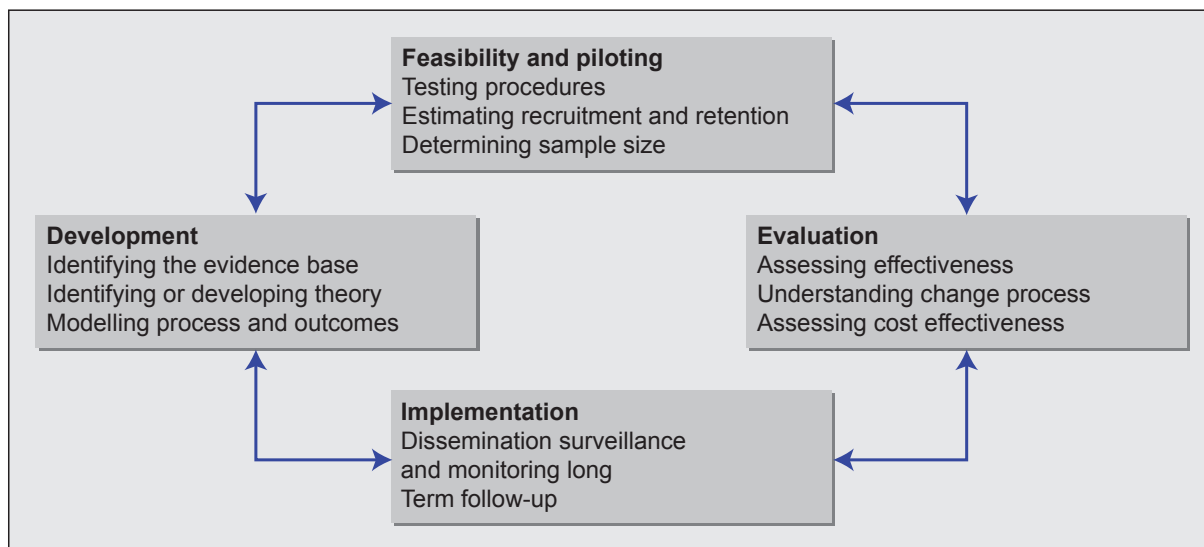 Feasibility and piloting
Testing procedures
Estimating recruitment and retention
Determining sample size
Development
Identifying the evidence base
Identifying or developing theory
Modelling process and outcomes
Evaluation
Assessing effectiveness
Understanding change process
Assessing cost effectiveness
Implementation
Dissemination surveillance
and monitoring long
Term follow-up